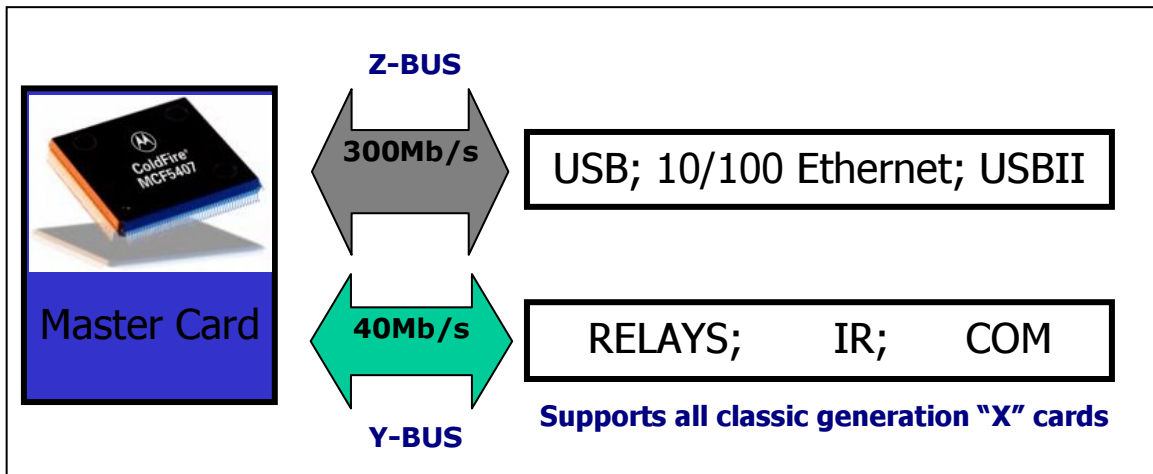 Z-BUS
ColdFire®
MCF5407
Master Card
300Mb/s
USB; 10/100 Ethernet; USBII
40Mb/s
RELAYS; IR; COM
Supports all classic generation “X” cards
Y-BUS